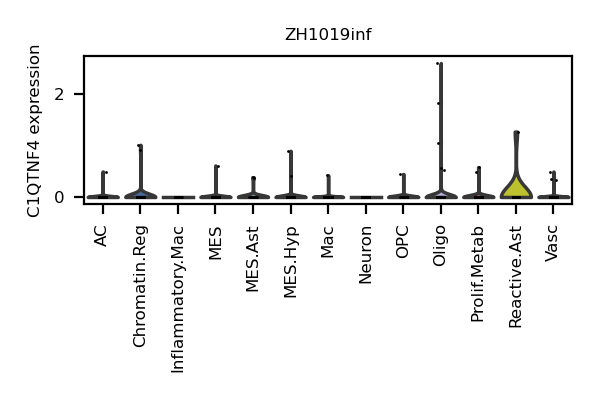 ZH1019inf
C1QTNF4 expression
2
0
AC
Chromatin.Reg
Inflammatory.Mac
MES
MES.Ast
MES.Hyp
Mac
Neuron
OPC
Oligo
Prolif.Metab
Reactive.Ast
Vasc